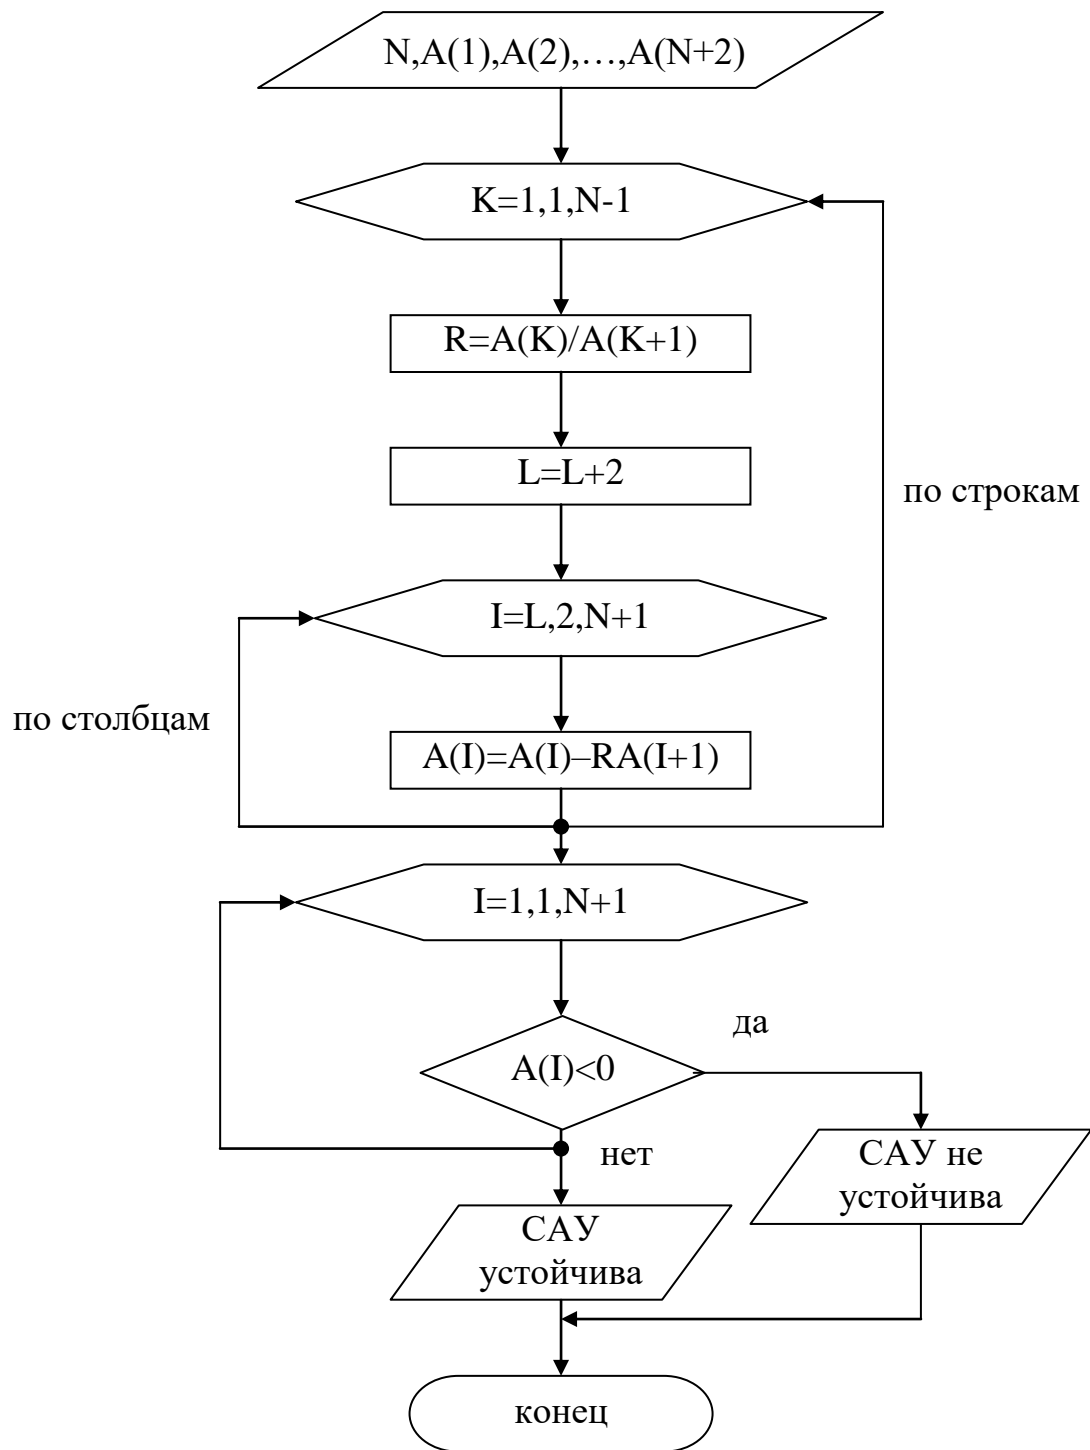 N,A(1),A(2),…,A(N+2)
K=1,1,N-1
R=A(K)/A(K+1)
L=L+2
по строкам
I=L,2,N+1
по столбцам
A(I)=A(I)–RA(I+1)
I=1,1,N+1
да
A(I)<0
нет
САУ не
устойчива
САУ
устойчива
конец